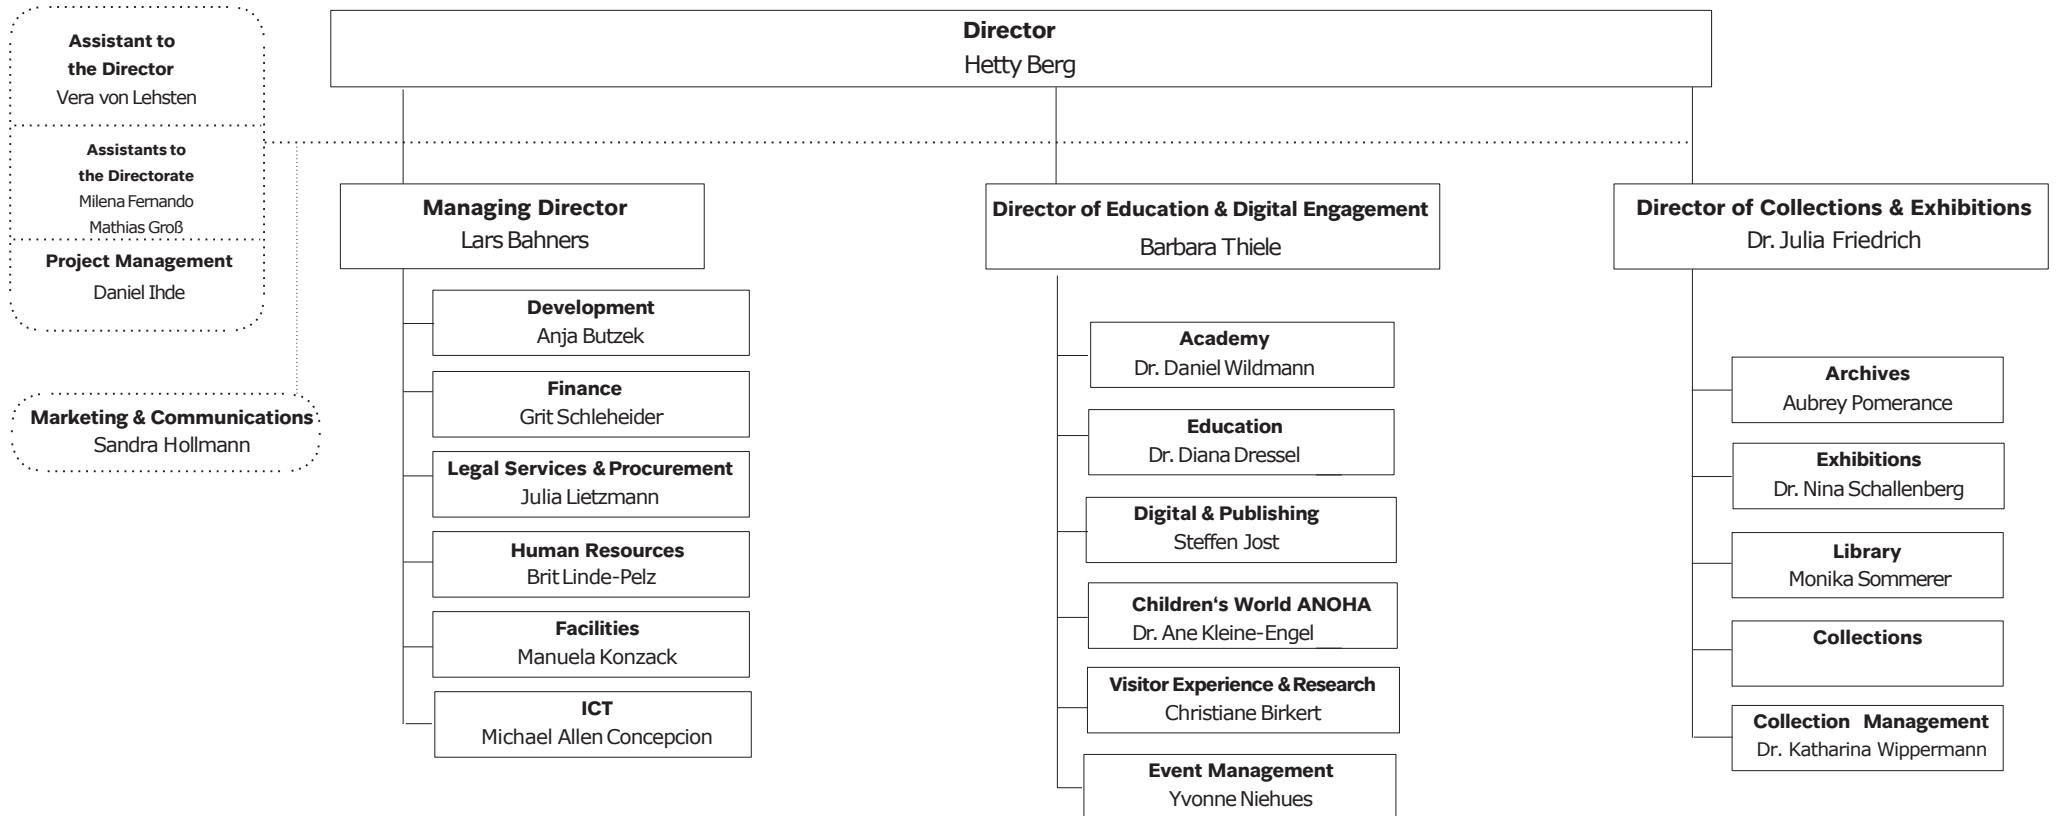 Assistant to
the Director
Vera von Lehsten
Assistants to
the Directorate
Milena Fernando
Mathias Groß
Project Management
Daniel Ihde
Marketing & Communications
Sandra Hollmann
Director
Hetty Berg
Managing Director
Lars Bahners
Development
Anja Butzek
Finance
Grit Schleheider
Legal Services & Procurement
Julia Lietzmann
Human Resources
Brit Linde-Pelz
Facilities
Manuela Konzack
ICT
Michael Allen Concepcion
Director of Education & Digital Engagement
Barbara Thiele
Academy
Dr. Daniel Wildmann
Education
Dr. Diana Dressel
Digital & Publishing
Steffen Jost
Children‘s World ANOHA
Dr. Ane Kleine-Engel
Visitor Experience & Research
Christiane Birkert
Event Management
Yvonne Niehues
Director of Collections & Exhibitions
Dr. Julia Friedrich
Archives
Aubrey Pomerance
Exhibitions
Dr. Nina Schallenberg
Library
Monika Sommerer
Collections
Collection Management
Dr. Katharina Wippermann